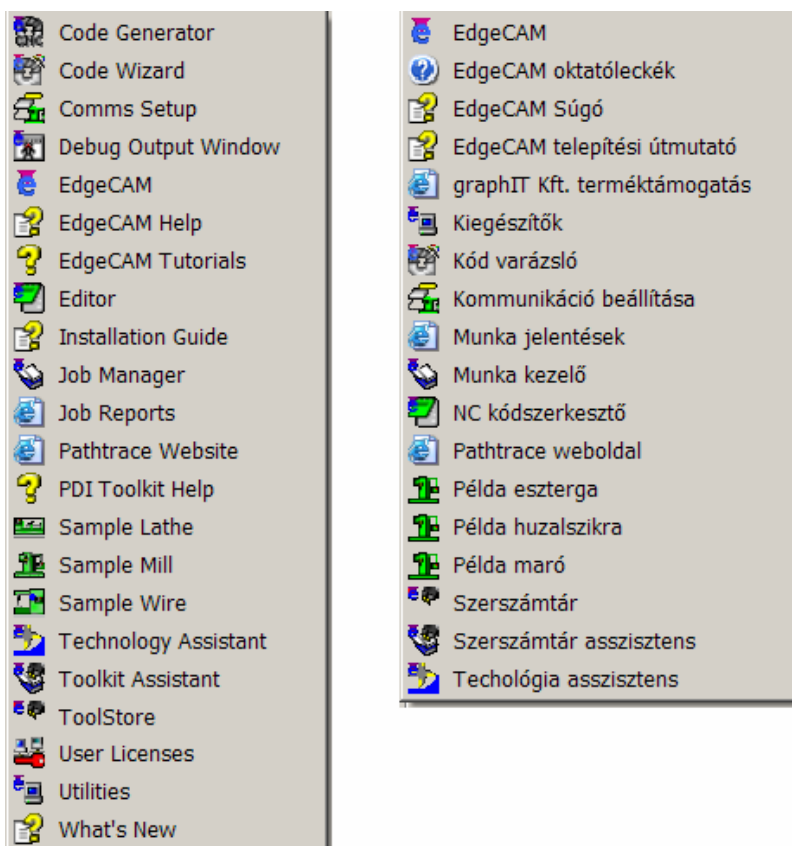 Code Generator
Code Wizard
Comms Setup
Debug Output Window
EdgeCAM
EdgeCAM Help
EdgeCAM Tutorials
Editor
Installation Guide
Job Manager
Job Reports
Pathtrace Website
PDI Toolkit Help
Sample Lathe
Sample Mill
Sample Wire
Technology Assistant
Toolkit Assistant
ToolStore
User Licenses
Utilities
What's New
EdgeCAM
EdgeCAM oktatóleckék
EdgeCAM Súgó
EdgeCAM telepítési útmutató
graphIT Kft. terméktámogatás
Kiegészítők
Kód varázsló
Kommunikáció beállítása
Munka jelentések
Munka kezelő
NC kódszerkesztő
Pathtrace weboldal
Példa eszterga
Példa huzalszikra
Példa maró
Szerszámtár
Szerszámtár asszisztens
Techológia asszisztens